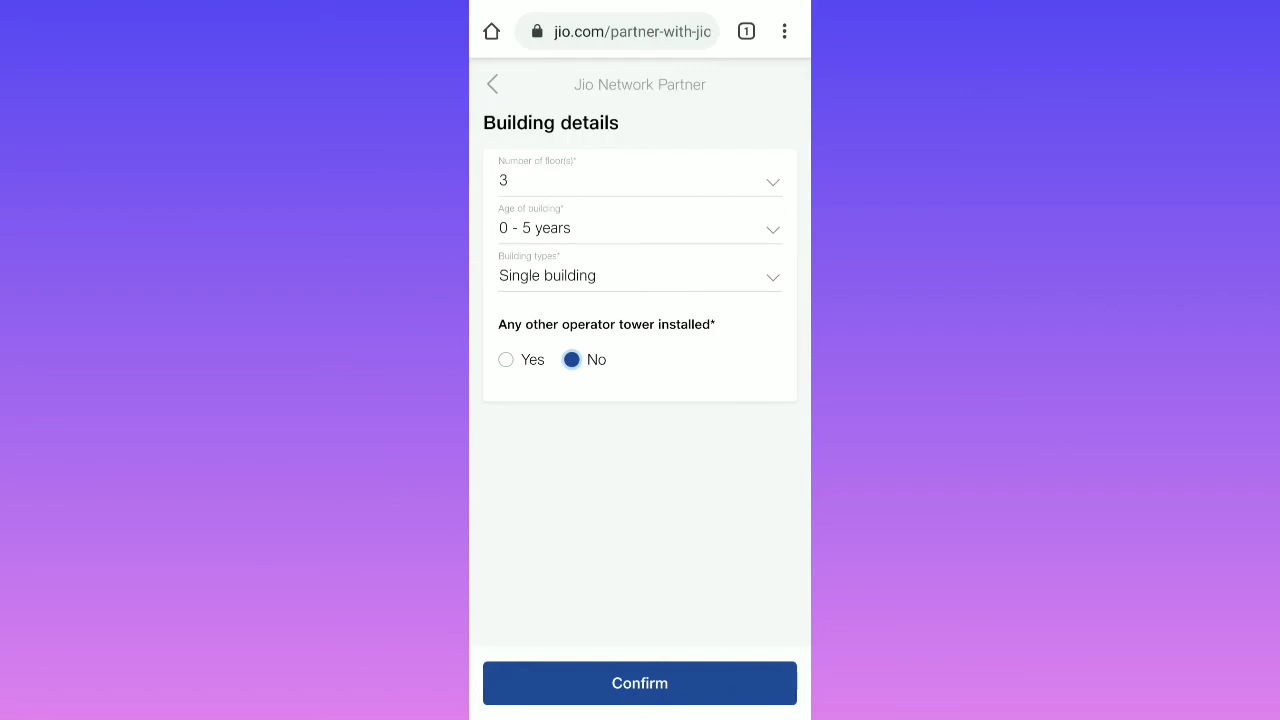 jio.com/partner-with-jio
1
Jio Network Partner
Building details
Number of floor(s)*
3
Age of building*
0 - 5 years
Building types*
Single building
Any other operator tower installed*
Yes No
Confirm